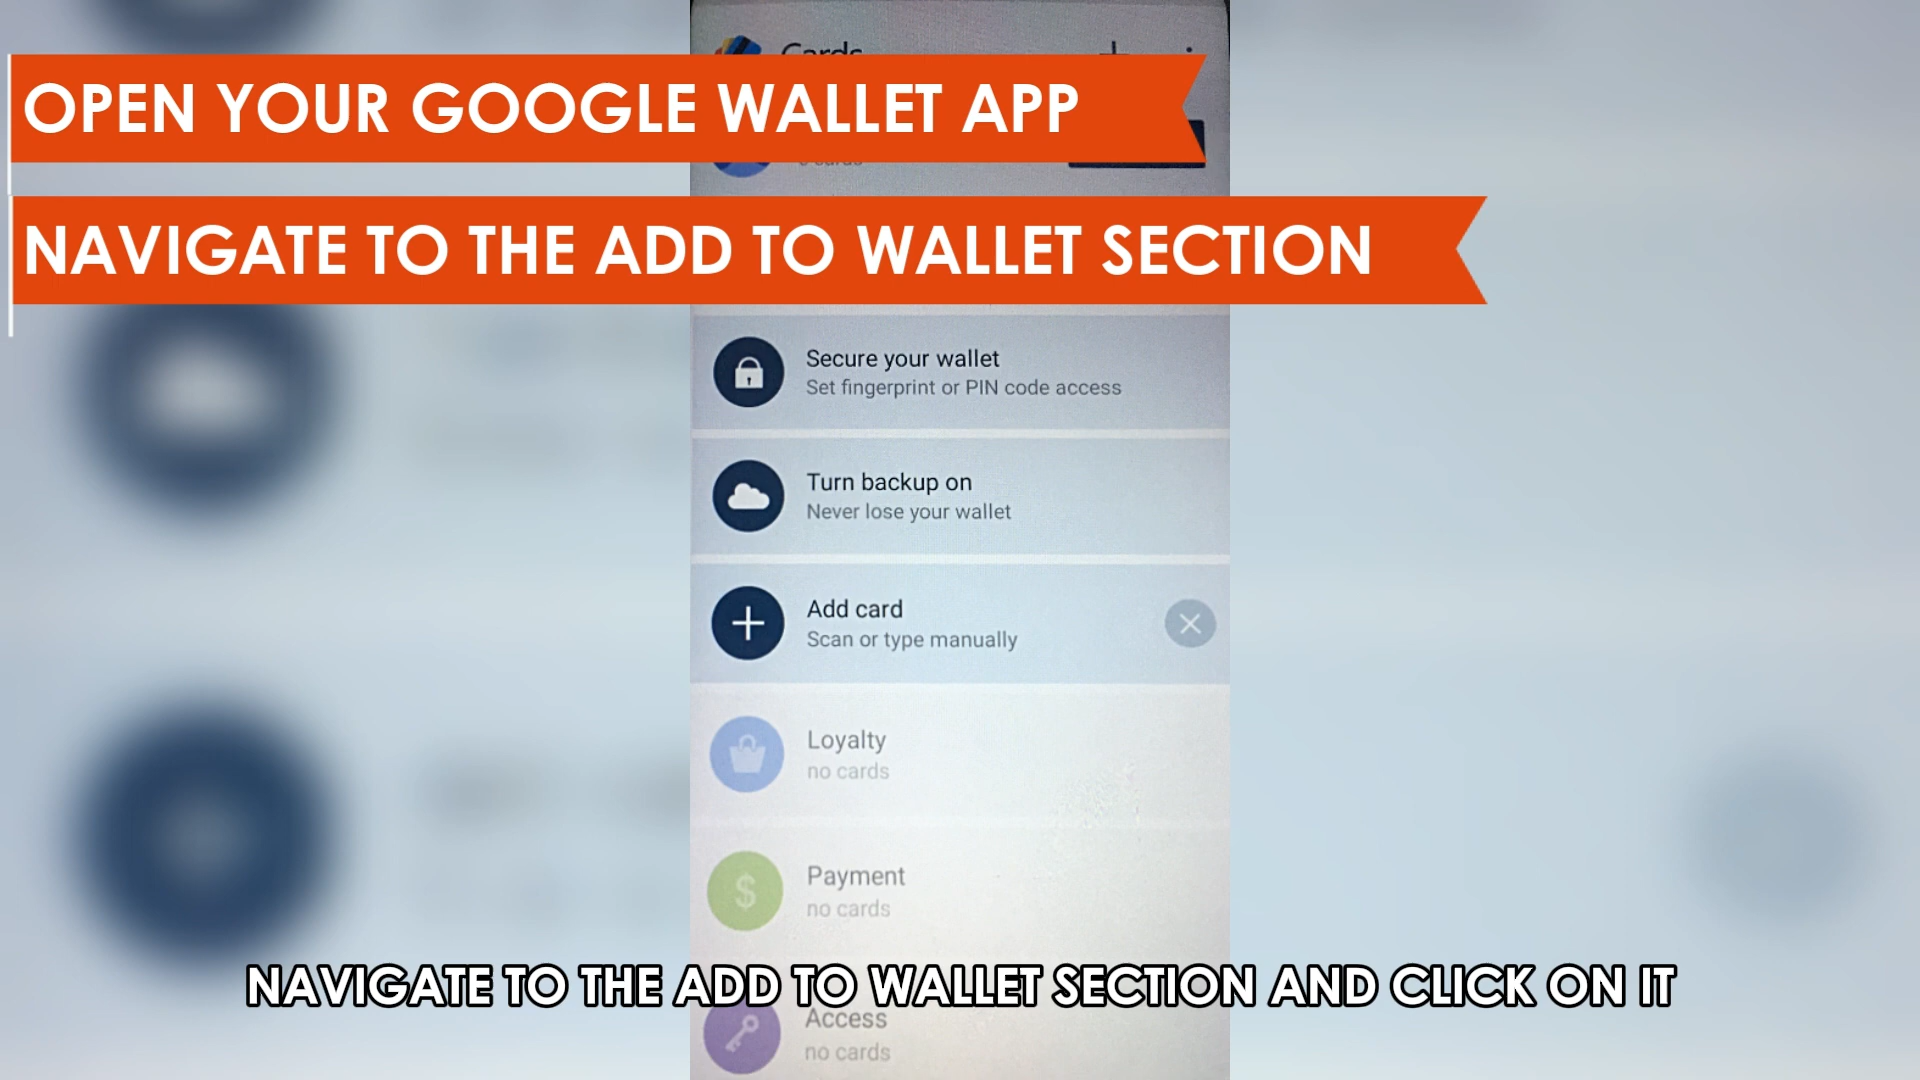 Cards
OPEN YOUR GOOGLE WALLET APP
cards
NAVIGATE TO THE ADD TO WALLET SECTION
Secure your wallet
Set fingerprint or PIN code access
Turn backup on
Never lose your wallet
Add card
Scan or type manually
Loyalty
no cards
$
Payment
no cards
NAVIGATE TO THE ADD TO WALLET SECTION AND CLICK ON IT
Access
no cards